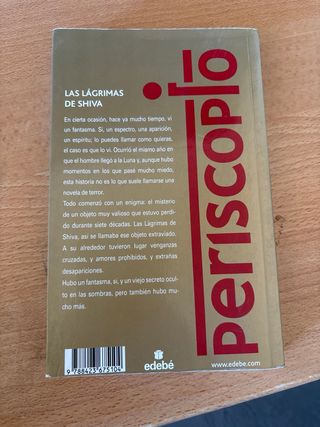 LAS LÁGRIMAS
DE SHIVA
En cierta ocasión, hace ya mucho tiempo, vi
un fantasma. Sí, un espectro, una aparición,
un espíritu; lo puedes llamar como quieras,
el caso es que lo vi. Ocurrió el mismo año en
que el hombre llegó a la Luna y, aunque hubo
momentos en los que pasé mucho miedo,
esta historia no es lo que suele llamarse una
novela de terror.
Todo comenzó con un enigma: el misterio
de un objeto muy valioso que estuvo perdi-
do durante siete décadas. Las Lágrimas de
Shiva, así se llamaba ese objeto extraviado.
A su alrededor tuvieron lugar venganzas
cruzadas, y amores prohibidos, y extrañas
desapariciones.
Hubo un fantasma, sí, y un viejo secreto ocul-
to en las sombras, pero también hubo mu-
cho más.
periscopio
9 788423 675104
edebé
www.edebe.com